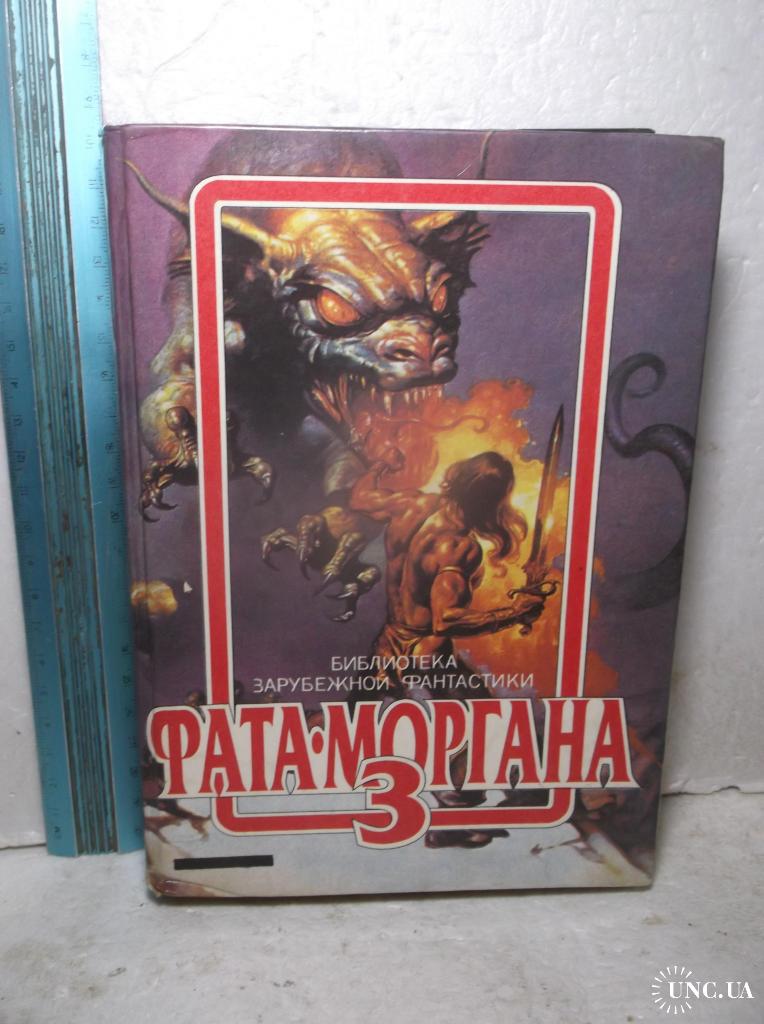 БИБЛИОТЕКА
ЗАРУБЕЖНОЙ ФАНТАСТИКИ
ФАТА·МОРГАНА
3
UNC.UA